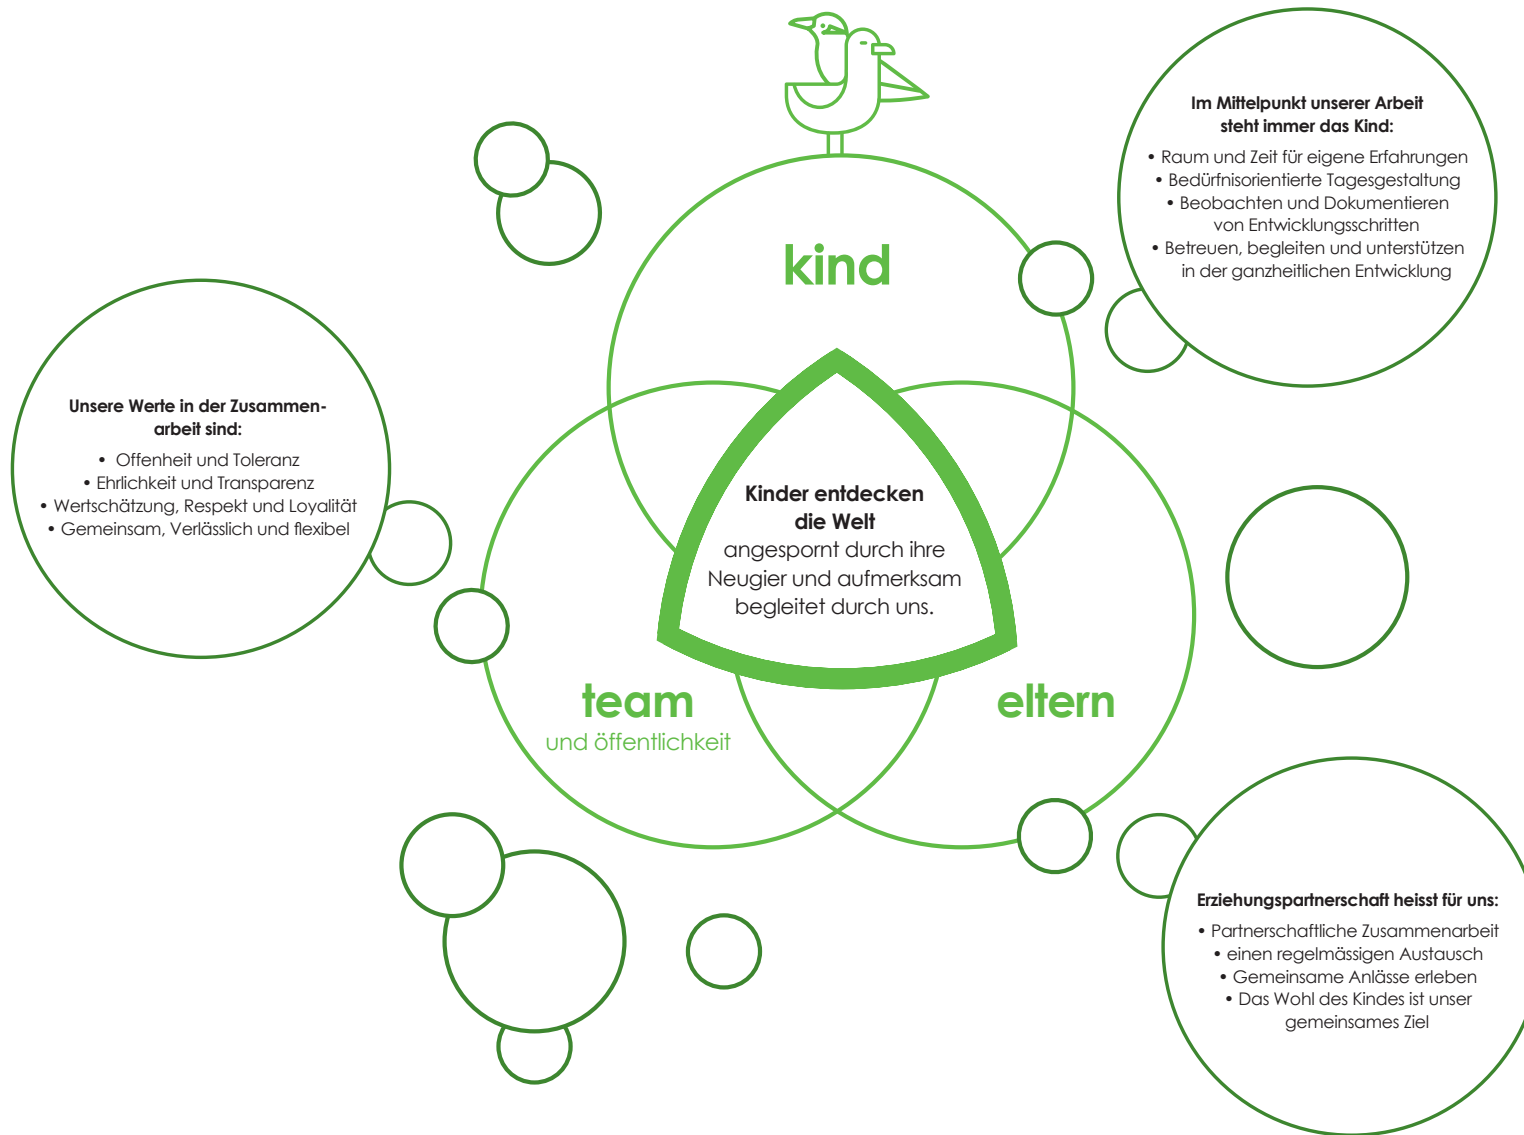 Im Mittelpunkt unserer Arbeit
steht immer das Kind:
• Raum und Zeit für eigene Erfahrungen
• Bedürfnisorientierte Tagesgestaltung
• Beobachten und Dokumentieren
von Entwicklungsschritten
• Betreuen, begleiten und unterstützen
in der ganzheitlichen Entwicklung
kind
Unsere Werte in der Zusammen-
arbeit sind:
• Offenheit und Toleranz
• Ehrlichkeit und Transparenz
• Wertschätzung, Respekt und Loyalität
• Gemeinsam, Verlässlich und flexibel
Kinder entdecken
die Welt
angespornt durch ihre
Neugier und aufmerksam
begleitet durch uns.
team
und öffentlichkeit
eltern
Erziehungspartnerschaft heisst für uns:
• Partnerschaftliche Zusammenarbeit
• einen regelmässigen Austausch
• Gemeinsame Anlässe erleben
• Das Wohl des Kindes ist unser
gemeinsames Ziel